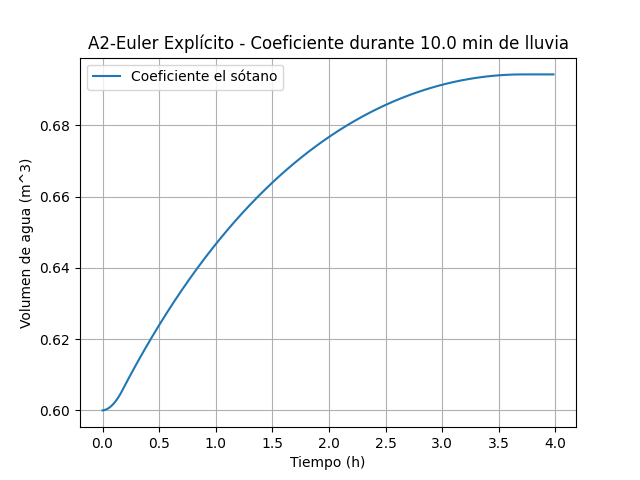 A2-Euler Explícito - Coeficiente durante 10.0 min de lluvia
Coeficiente el sótano
Volumen de agua (m^3)
0.68
0.66
0.64
0.62
0.60
0.0 0.5 1.0 1.5 2.0 2.5 3.0 3.5 4.0
Tiempo (h)